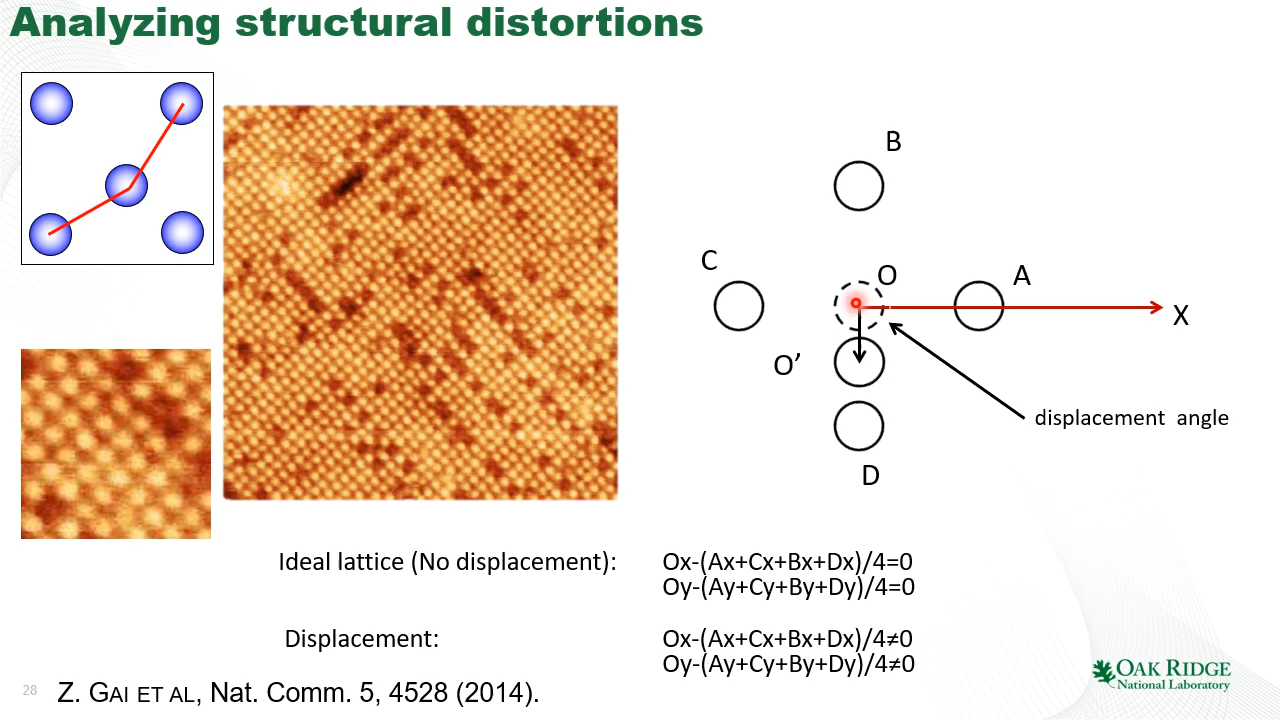 Analyzing structural distortions
B
C
O
A
X
O’
displacement angle
D
Ideal lattice (No displacement):
Ox-(Ax+Cx+Bx+Dx)/4=0
Oy-(Ay+Cy+By+Dy)/4=0
Displacement:
Ox-(Ax+Cx+Bx+Dx)/4≠0
Oy-(Ay+Cy+By+Dy)/4≠0
28
Z. GAI ET AL, Nat. Comm. 5, 4528 (2014).
OAK RIDGE
National Laboratory